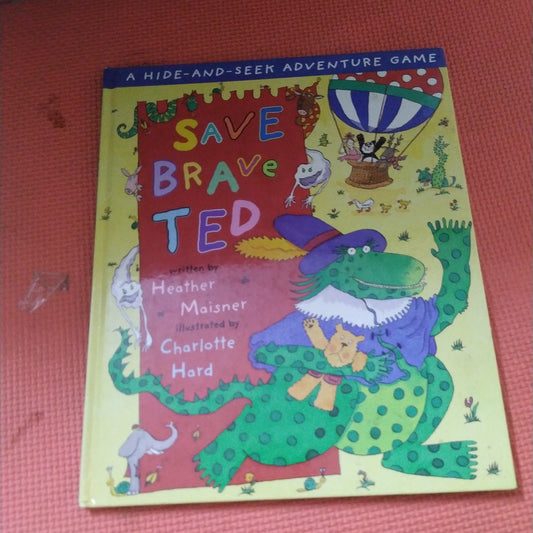 A HIDE-AND-SEEK ADVENTURE GAME
SAVE
BRAVe
TED
written by
Heather
Maisner
illustrated by
Charlotte
Hard